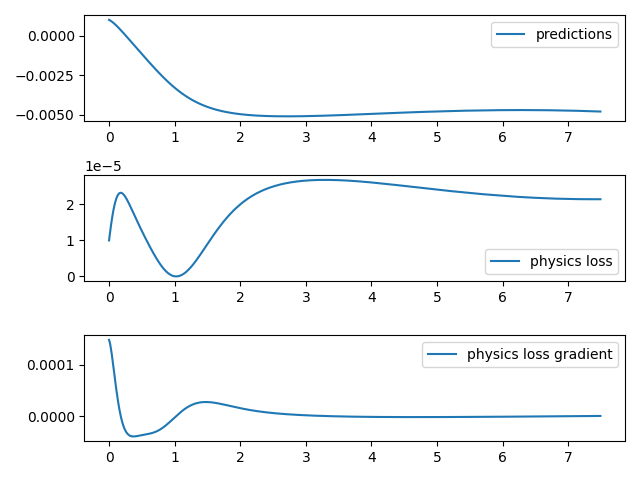 0.0000
−0.0025
−0.0050
predictions
0 1 2 3 4 5 6 7
1e−5
2
1
0
physics loss
0 1 2 3 4 5 6 7
0.0001
0.0000
physics loss gradient
0 1 2 3 4 5 6 7